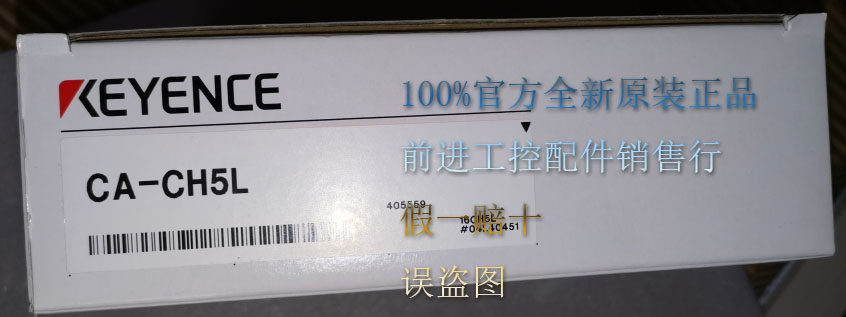 KEYENCE
100%官方全新原装正品
前进工控配件销售行
CA-CH5L
405559
假一赔十
误盗图